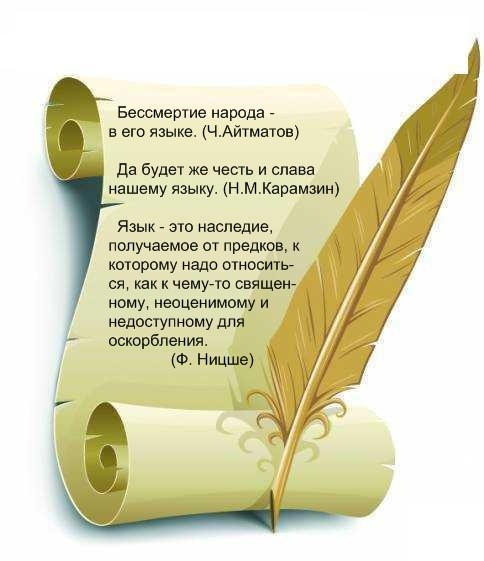 Бессмертие народа -
в его языке. (Ч.Айтматов)
Да будет же честь и слава
нашему языку. (Н.М.Карамзин)
Язык - это наследие,
получаемое от предков, к
которому надо относить-
ся, как к чему-то священ-
ному, неоценимому и
недоступному для
оскорбления.
(Ф. Ницше)